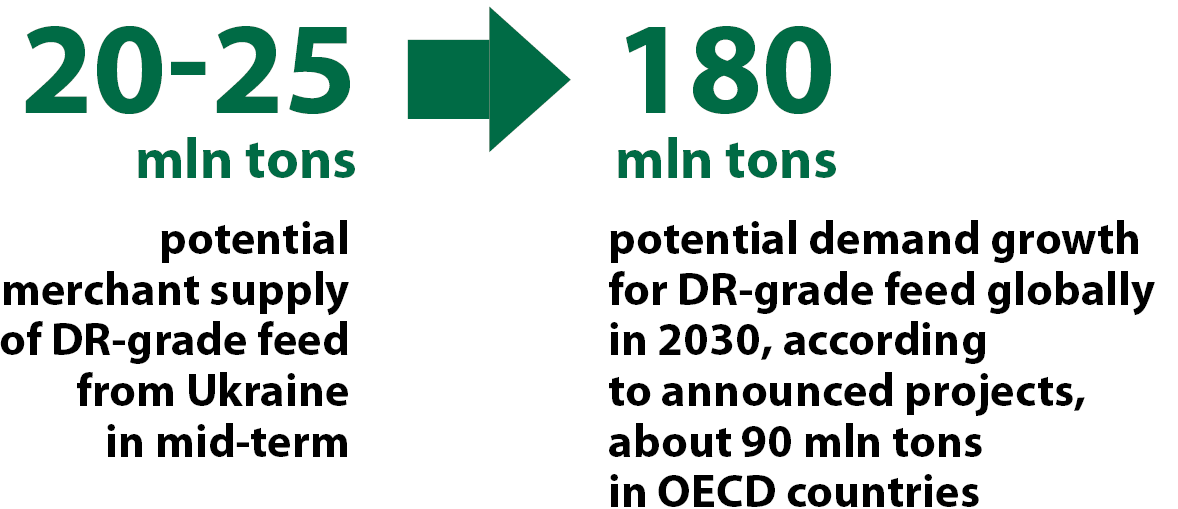 20-25
mln tons
potential
merchant supply
of DR-grade feed
from Ukraine
in mid-term
180
mln tons
potential demand growth
for DR-grade feed globally
in 2030, according
to announced projects,
about 90 mln tons
in OECD countries